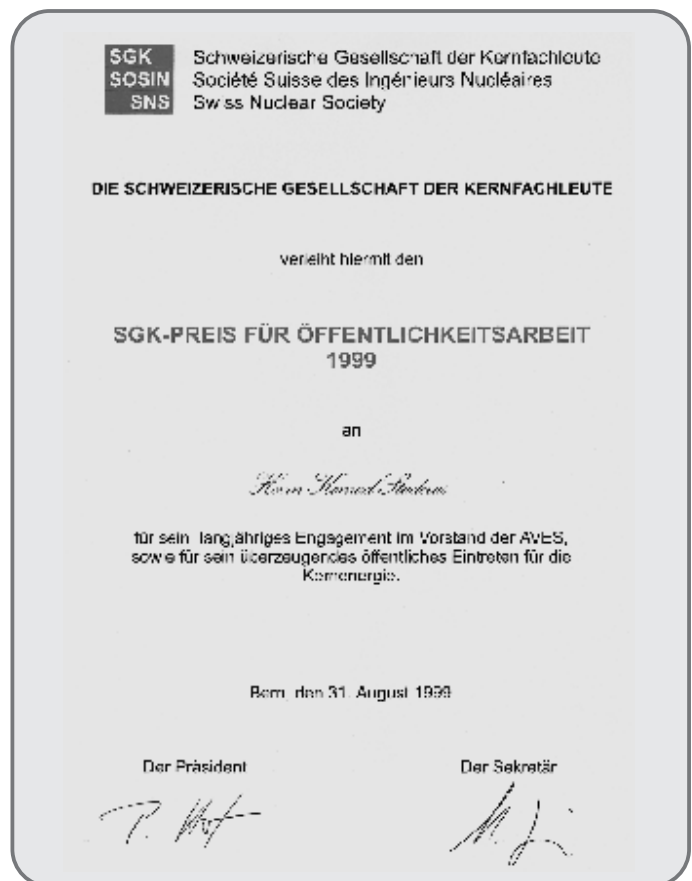 SGK
SOSIN
SNS
Schweizerische Gesellschaft der Kernfachleute
Société Suisse des Ingénieurs Nucléaires
Swiss Nuclear Society
DIE SCHWEIZERISCHE GESELLSCHAFT DER KERNFACHLEUTE
verleiht hiermit den
SGK-PREIS FÜR ÖFFENTLICHKEITSARBEIT
1999
an
Herrn Konrad
für sein langjähriges Engagement im Vorstand der AVES,
sowie für sein überzeugendes öffentliches Eintreten für die
Kernenergie.
Bern, den 31. August 1999
Der Präsident
Der Sekretär